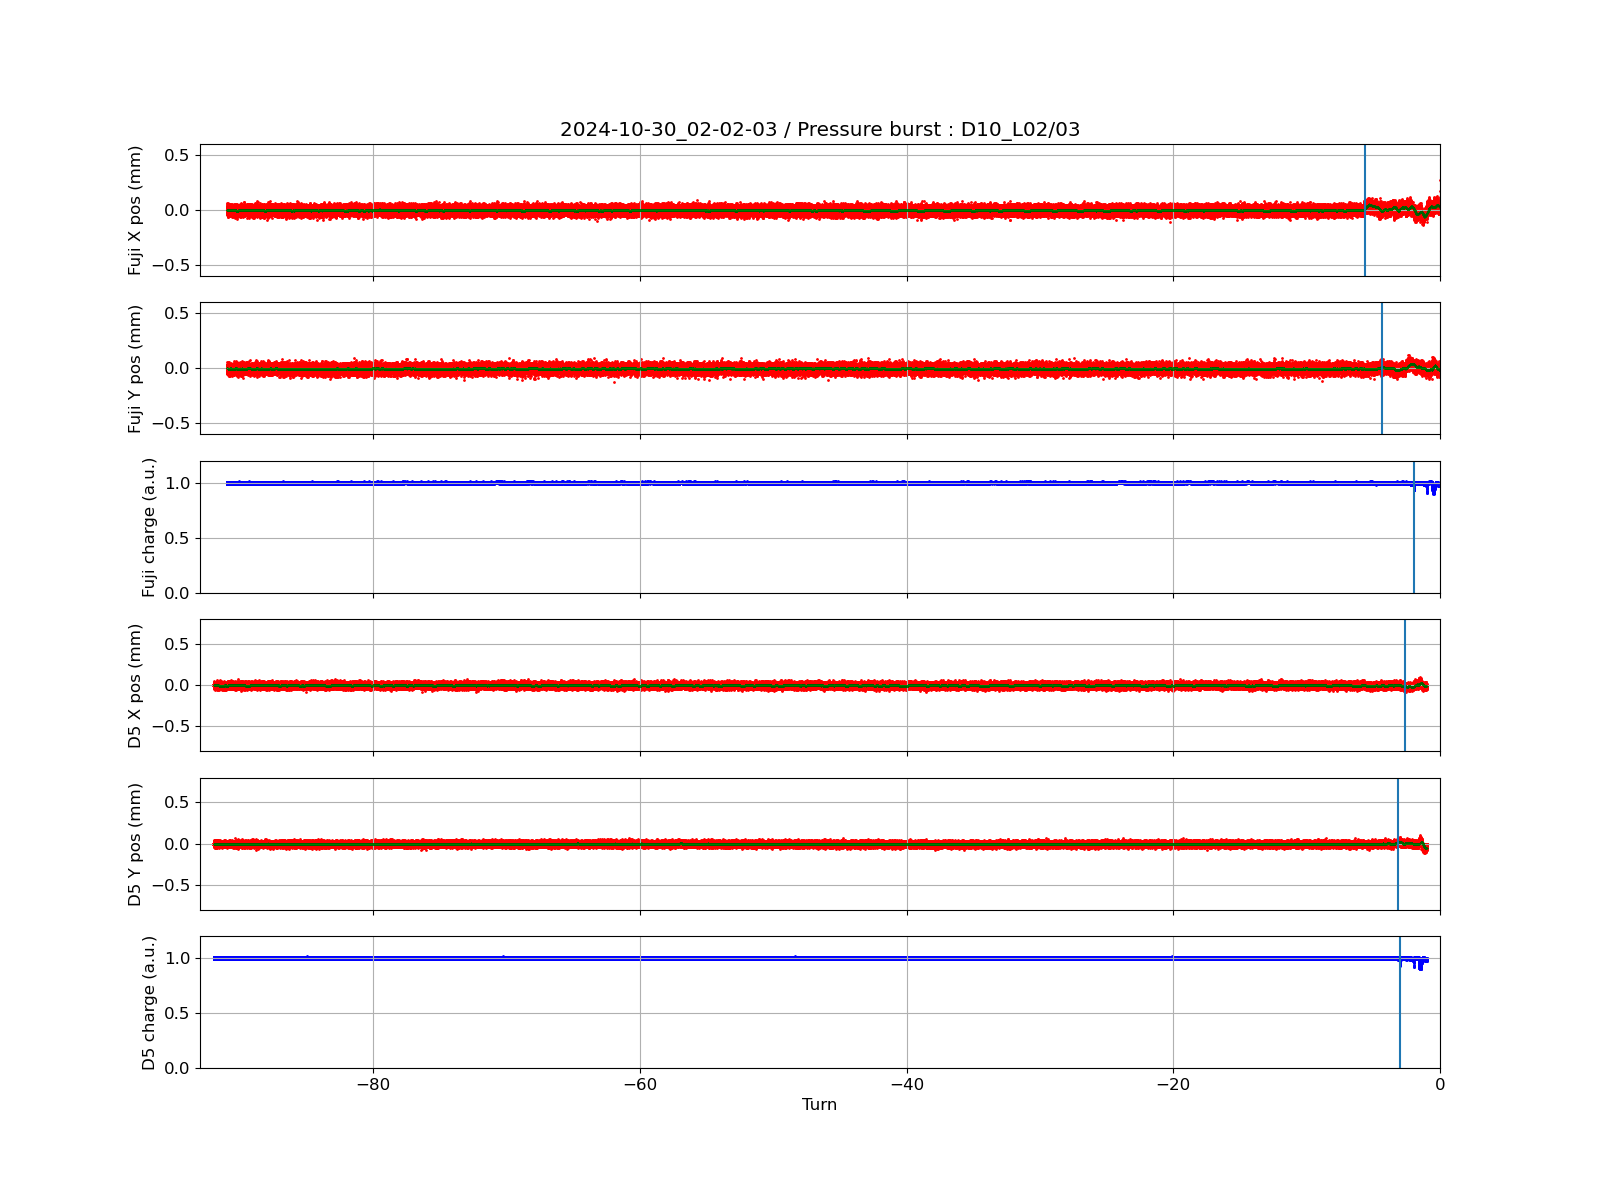 2024-10-30_02-02-03 / Pressure burst : D10_L02/03
Fuji X pos (mm)
0.5
0.0
−0.5
Fuji Y pos (mm)
0.5
0.0
−0.5
Fuji charge (a.u.)
1.0
0.5
0.0
D5 X pos (mm)
0.5
0.0
−0.5
D5 Y pos (mm)
0.5
0.0
−0.5
D5 charge (a.u.)
1.0
0.5
0.0
−80 −60 −40 −20 0
Turn